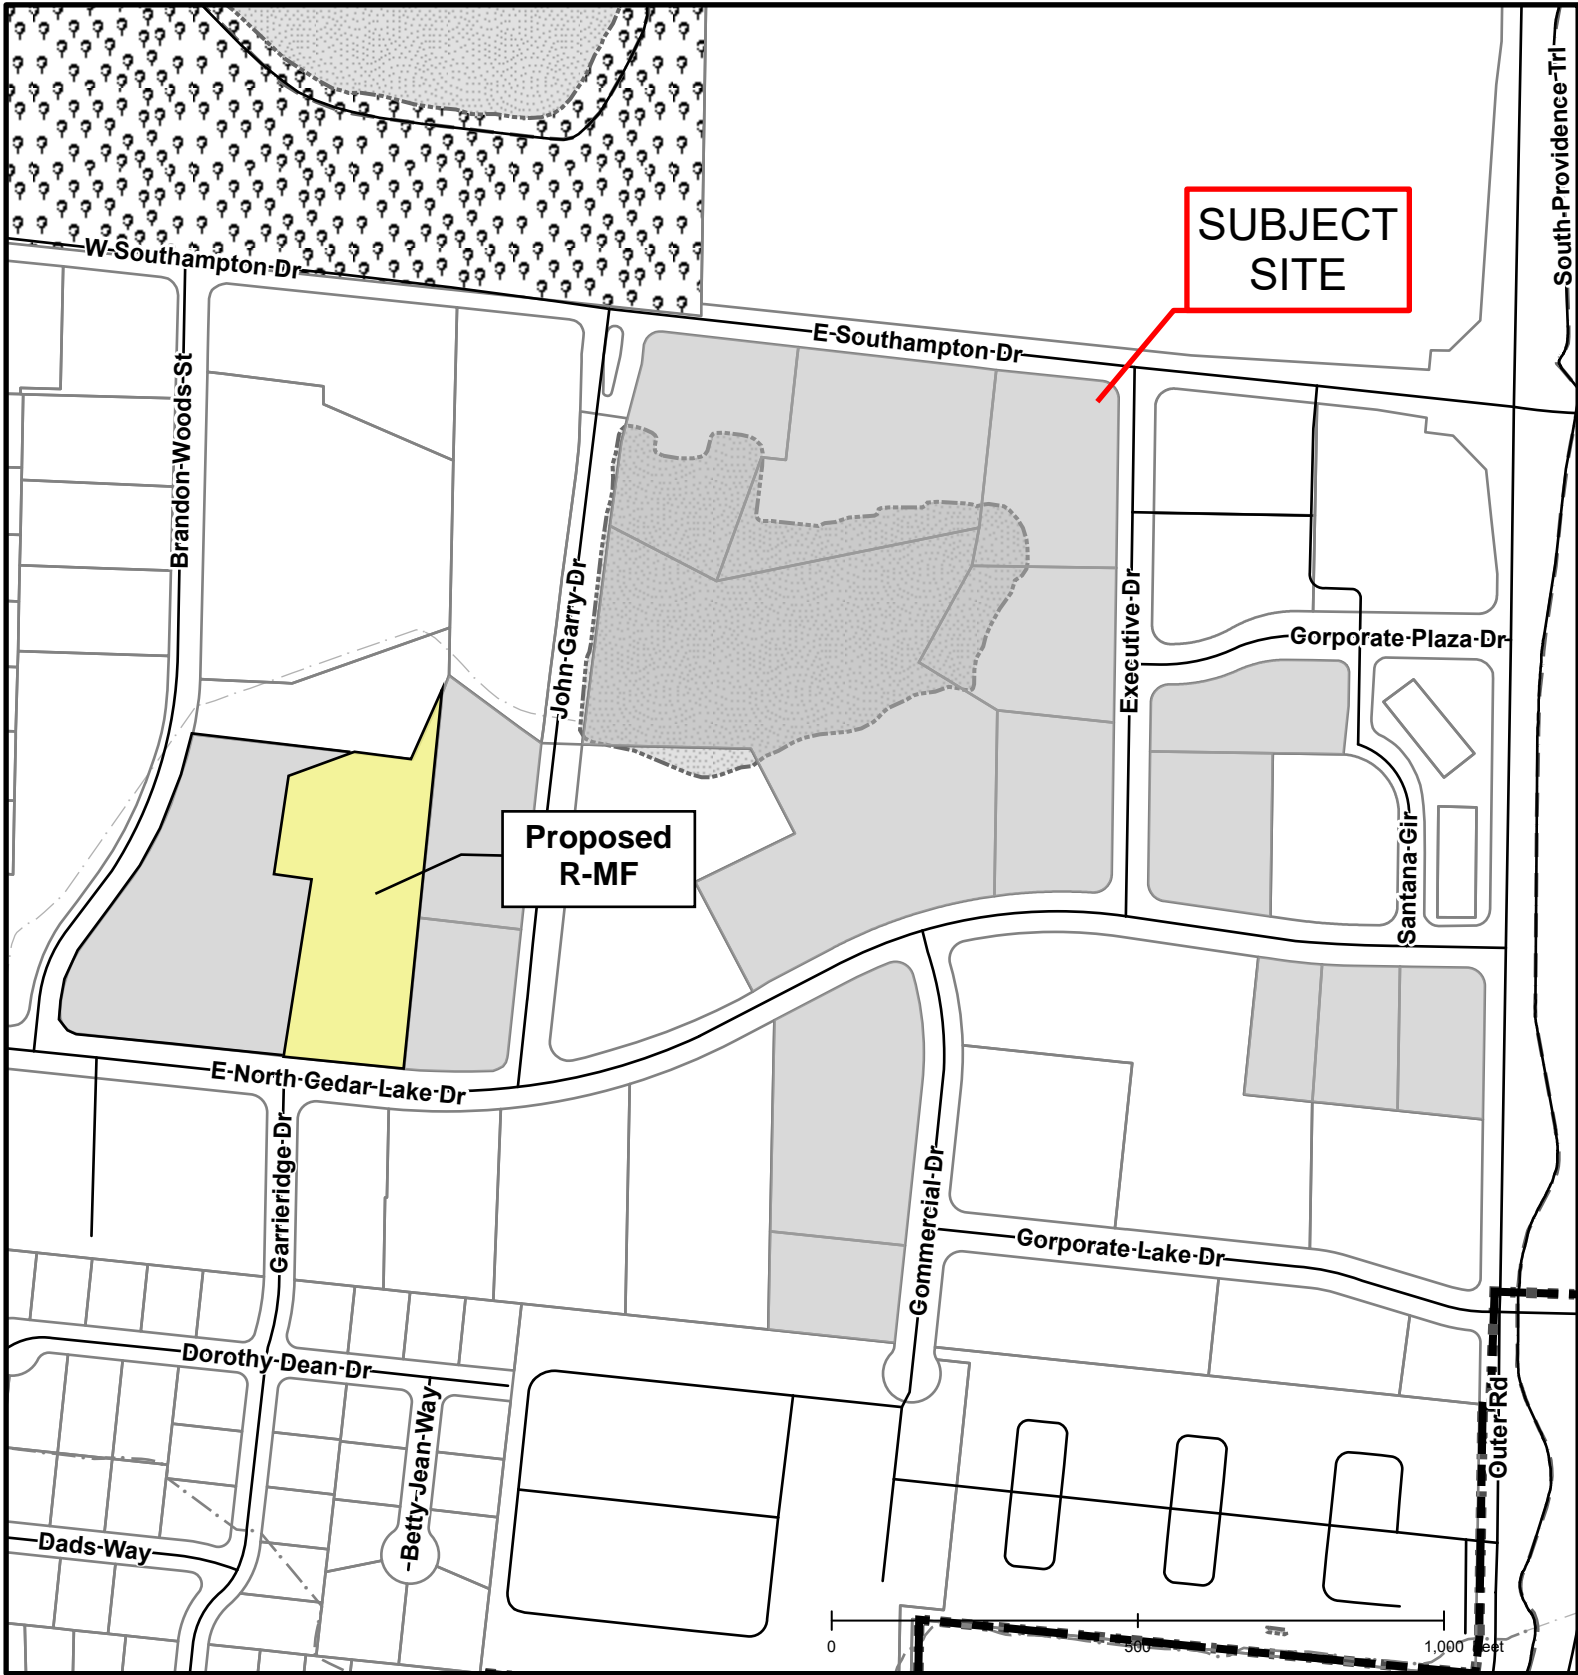 South-Providence-Trl
SUBJECT
SITE
W-Southampton-Dr
E-Southampton-Dr
Brandon-Woods-St
John-Garry-Dr
Executive-Dr
Gorporate-Plaza-Dr
Santana-Gir
Proposed
R-MF
E-North-Gedar-Lake-Dr
Garrieridge-Dr
Gommercial-Dr
Gorporate-Lake-Dr
Dorothy-Dean-Dr
Betty-Jean-Way
Outer-Rd
Dads-Way
0 500 1,000 Feet